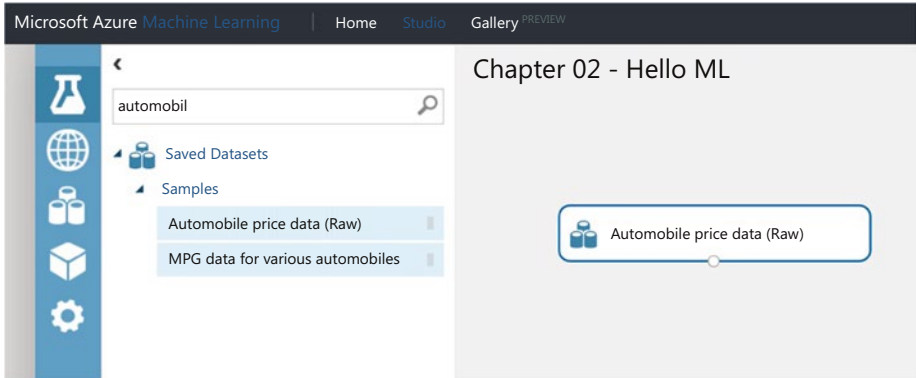 Microsoft Azure Machine Learning Home Studio Gallery PREVIEW
Chapter 02 - Hello ML
automobil
Saved Datasets
Samples
Automobile price data (Raw)
MPG data for various automobiles
Automobile price data (Raw)